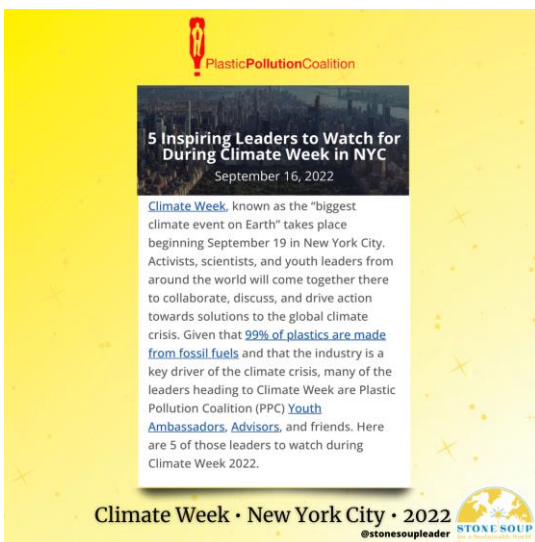 PlasticPollutionCoalition
5 Inspiring Leaders to Watch for
During Climate Week in NYC
September 16, 2022
Climate Week, known as the “biggest
climate event on Earth” takes place
beginning September 19 in New York City.
Activists, scientists, and youth leaders from
around the world will come together there
to collaborate, discuss, and drive action
towards solutions to the global climate
crisis. Given that 99% of plastics are made
from fossil fuels and that the industry is a
key driver of the climate crisis, many of the
leaders heading to Climate Week are Plastic
Pollution Coalition (PPC) Youth
Ambassadors, Advisors, and friends. Here
are 5 of those leaders to watch during
Climate Week 2022.
Climate Week • New York City • 2022
@stonesoupleader
STONE SOUP
for a Sustainable World